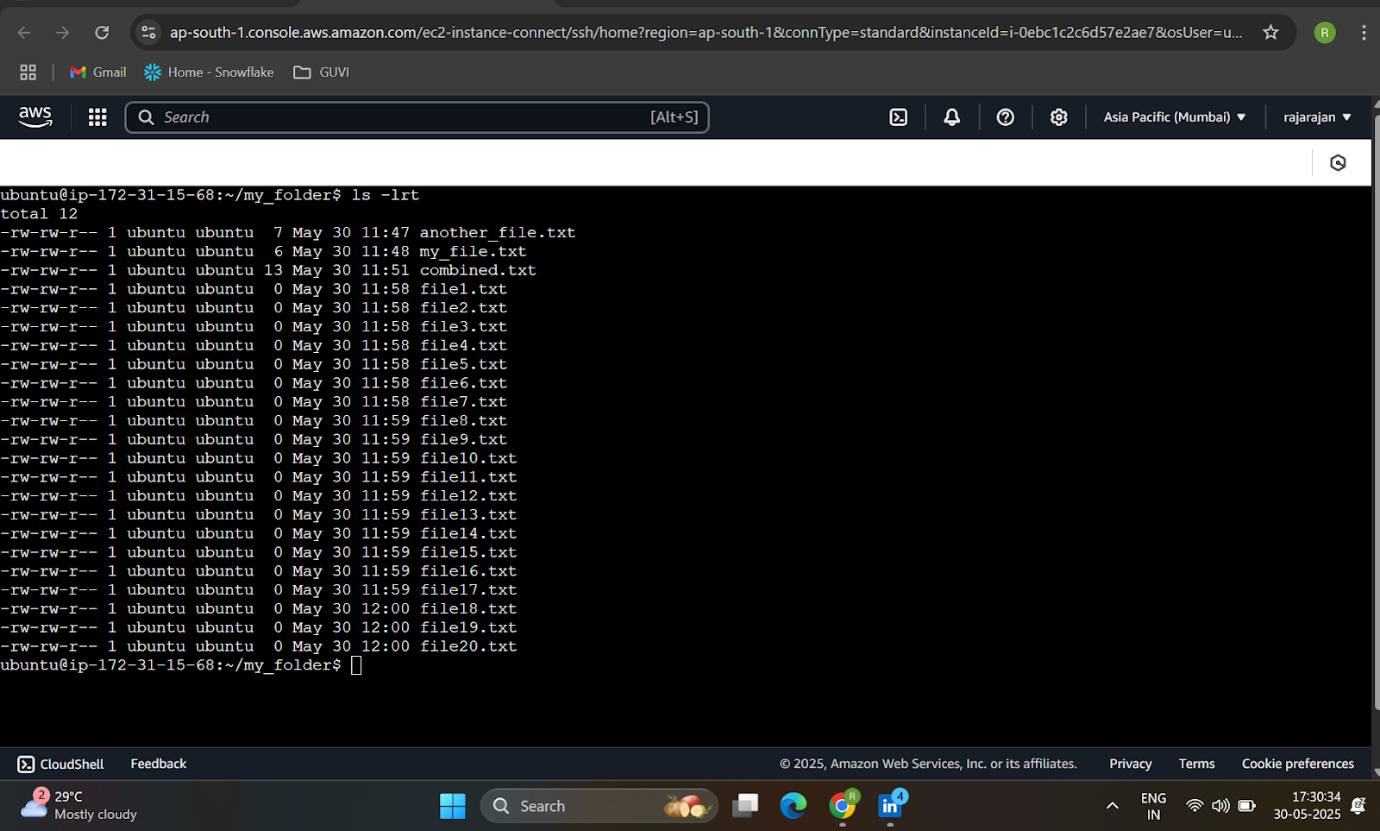 ap-south-1.console.aws.amazon.com/ec2-instance-connect/ssh/home?region=ap-south-1&connType=standard&instanceId=i-0ebc1c2c6d57e2ae7&osUser=u...
R
Gmail
Home - Snowflake
GUVI
aws
Search
[Alt+S]
Asia Pacific (Mumbai)
rajarajan
ubuntu@ip-172-31-15-68:~/my_folder$ ls -lrt
total 12
-rw-rw-r-- 1 ubuntu ubuntu  7 May 30 11:47 another_file.txt
-rw-rw-r-- 1 ubuntu ubuntu  6 May 30 11:48 my_file.txt
-rw-rw-r-- 1 ubuntu ubuntu 13 May 30 11:51 combined.txt
-rw-rw-r-- 1 ubuntu ubuntu  0 May 30 11:58 file1.txt
-rw-rw-r-- 1 ubuntu ubuntu  0 May 30 11:58 file2.txt
-rw-rw-r-- 1 ubuntu ubuntu  0 May 30 11:58 file3.txt
-rw-rw-r-- 1 ubuntu ubuntu  0 May 30 11:58 file4.txt
-rw-rw-r-- 1 ubuntu ubuntu  0 May 30 11:58 file5.txt
-rw-rw-r-- 1 ubuntu ubuntu  0 May 30 11:58 file6.txt
-rw-rw-r-- 1 ubuntu ubuntu  0 May 30 11:58 file7.txt
-rw-rw-r-- 1 ubuntu ubuntu  0 May 30 11:59 file8.txt
-rw-rw-r-- 1 ubuntu ubuntu  0 May 30 11:59 file9.txt
-rw-rw-r-- 1 ubuntu ubuntu  0 May 30 11:59 file10.txt
-rw-rw-r-- 1 ubuntu ubuntu  0 May 30 11:59 file11.txt
-rw-rw-r-- 1 ubuntu ubuntu  0 May 30 11:59 file12.txt
-rw-rw-r-- 1 ubuntu ubuntu  0 May 30 11:59 file13.txt
-rw-rw-r-- 1 ubuntu ubuntu  0 May 30 11:59 file14.txt
-rw-rw-r-- 1 ubuntu ubuntu  0 May 30 11:59 file15.txt
-rw-rw-r-- 1 ubuntu ubuntu  0 May 30 11:59 file16.txt
-rw-rw-r-- 1 ubuntu ubuntu  0 May 30 11:59 file17.txt
-rw-rw-r-- 1 ubuntu ubuntu  0 May 30 12:00 file18.txt
-rw-rw-r-- 1 ubuntu ubuntu  0 May 30 12:00 file19.txt
-rw-rw-r-- 1 ubuntu ubuntu  0 May 30 12:00 file20.txt
ubuntu@ip-172-31-15-68:~/my_folder$
CloudShell
Feedback
© 2025, Amazon Web Services, Inc. or its affiliates.
Privacy
Terms
Cookie preferences
2
29°C
Mostly cloudy
Search
R
in
4
ENG
IN
17:30:34
30-05-2025